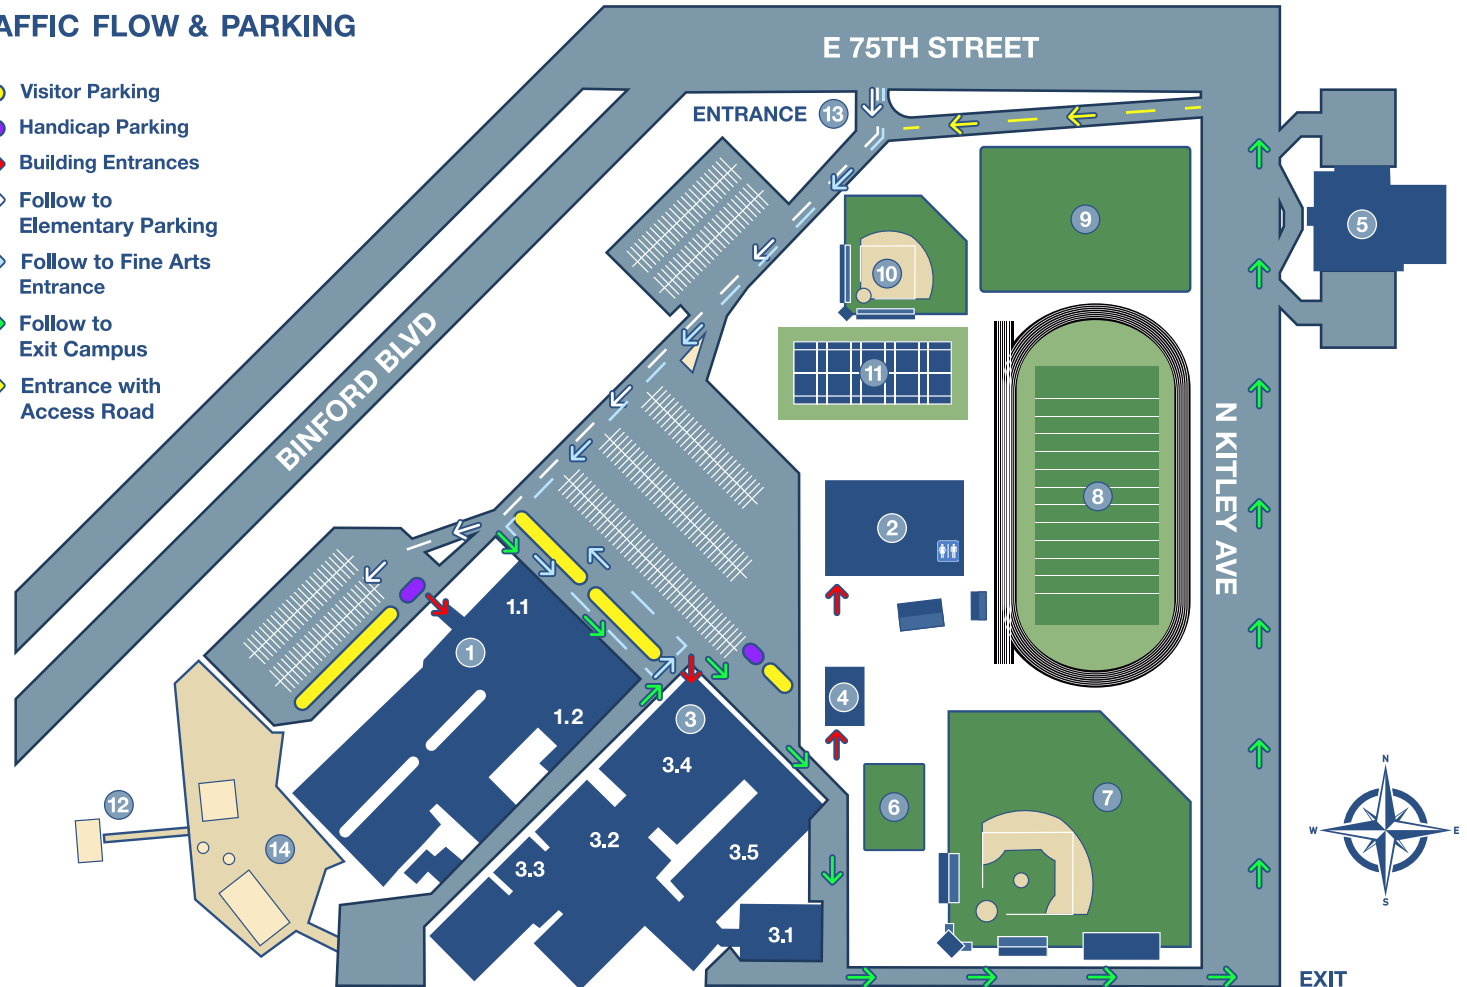 AFFIC FLOW & PARKING
Visitor Parking
Handicap Parking
Building Entrances
Follow to
Elementary Parking
Follow to Fine Arts
Entrance
Follow to
Exit Campus
Entrance with
Access Road
E 75TH STREET
ENTRANCE 13
BINFORD BLVD
N KITLEY AVE
9
5
10
11
8
2
1.1
1
4
1.2
3
3.4
7
6
12
14
3.2
3.3
3.5
3.1
N
W
E
S
EXIT